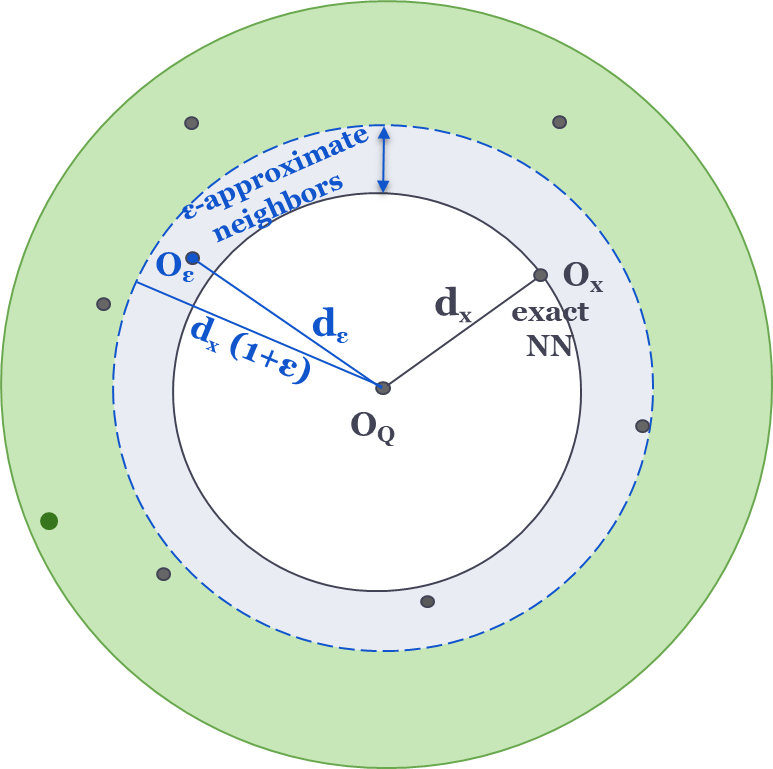 ε-approximate
neighbors
Oε
dε
dx (1+ε)
dx
Ox
exact
NN
OQ